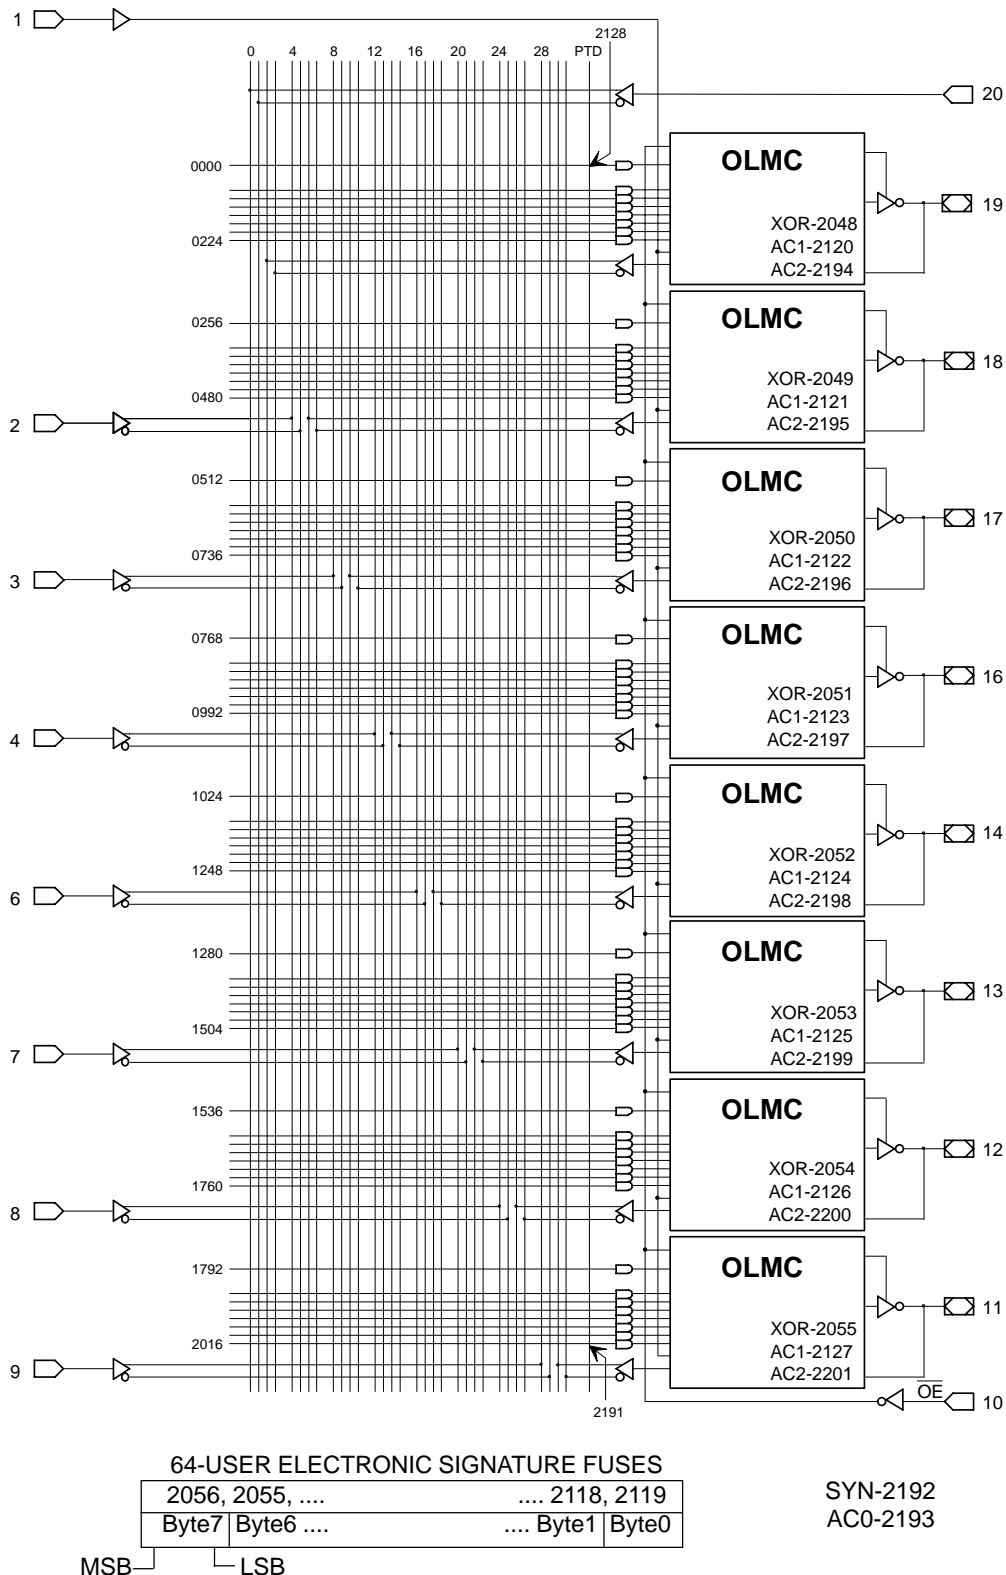 1
2128
0 4 8 12 16 20 24 28 PTD
20
OLMC
0000
19
XOR-2048
0224
AC1-2120
AC2-2194
OLMC
0256
18
XOR-2049
0480
AC1-2121
2
AC2-2195
OLMC
0512
17
XOR-2050
0736
AC1-2122
3
AC2-2196
OLMC
0768
16
XOR-2051
0992
AC1-2123
4
AC2-2197
OLMC
1024
14
XOR-2052
1248
AC1-2124
6
AC2-2198
OLMC
1280
13
XOR-2053
1504
AC1-2125
7
AC2-2199
OLMC
1536
12
XOR-2054
1760
AC1-2126
8
AC2-2200
OLMC
1792
11
XOR-2055
2016
AC1-2127
9
AC2-2201
OE
10
2191
64-USER ELECTRONIC SIGNATURE FUSES
2056, 2055, .... .... 2118, 2119
Byte7 Byte6 .... .... Byte1 Byte0
MSB LSB
SYN-2192
AC0-2193